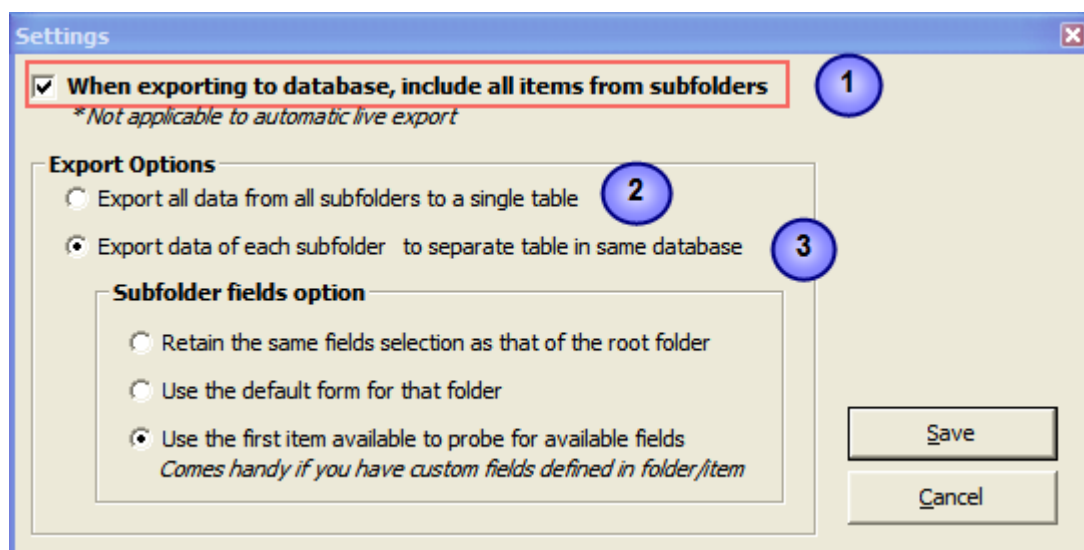 Settings
When exporting to database, include all items from subfolders
1
*Not applicable to automatic live export
Export Options
Export all data from all subfolders to a single table
2
Export data of each subfolder to separate table in same database
3
Subfolder fields option
Retain the same fields selection as that of the root folder
Use the default form for that folder
Use the first item available to probe for available fields
Comes handy if you have custom fields defined in folder/item
Save
Cancel